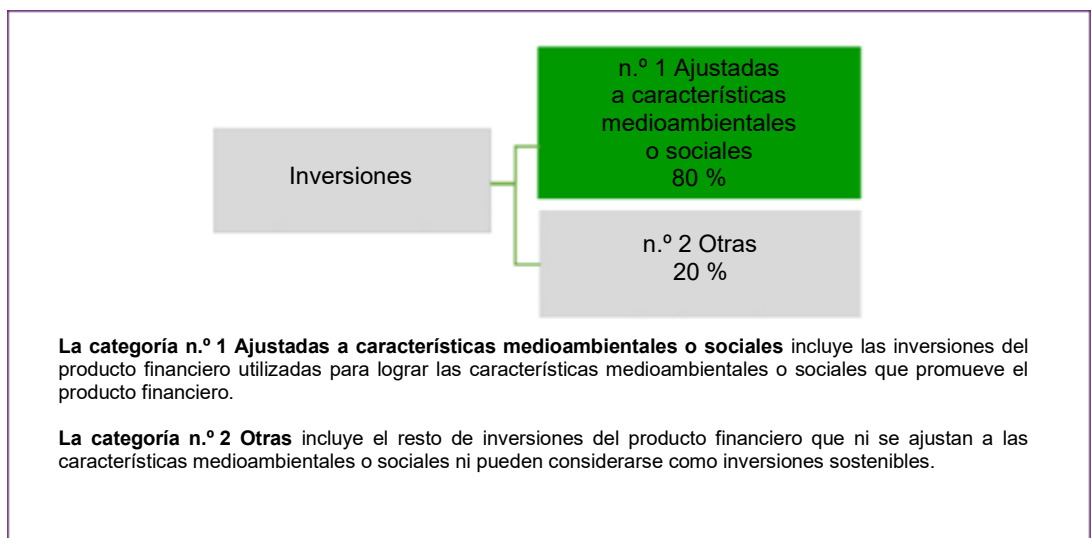 Inversiones
n.º 1 Ajustadas
a características
medioambientales
o sociales
80 %
n.º 2 Otras
20 %
La categoría n.º 1 Ajustadas a características medioambientales o sociales incluye las inversiones del
producto financiero utilizadas para lograr las características medioambientales o sociales que promueve el
producto financiero.
La categoría n.º 2 Otras incluye el resto de inversiones del producto financiero que ni se ajustan a las
características medioambientales o sociales ni pueden considerarse como inversiones sostenibles.